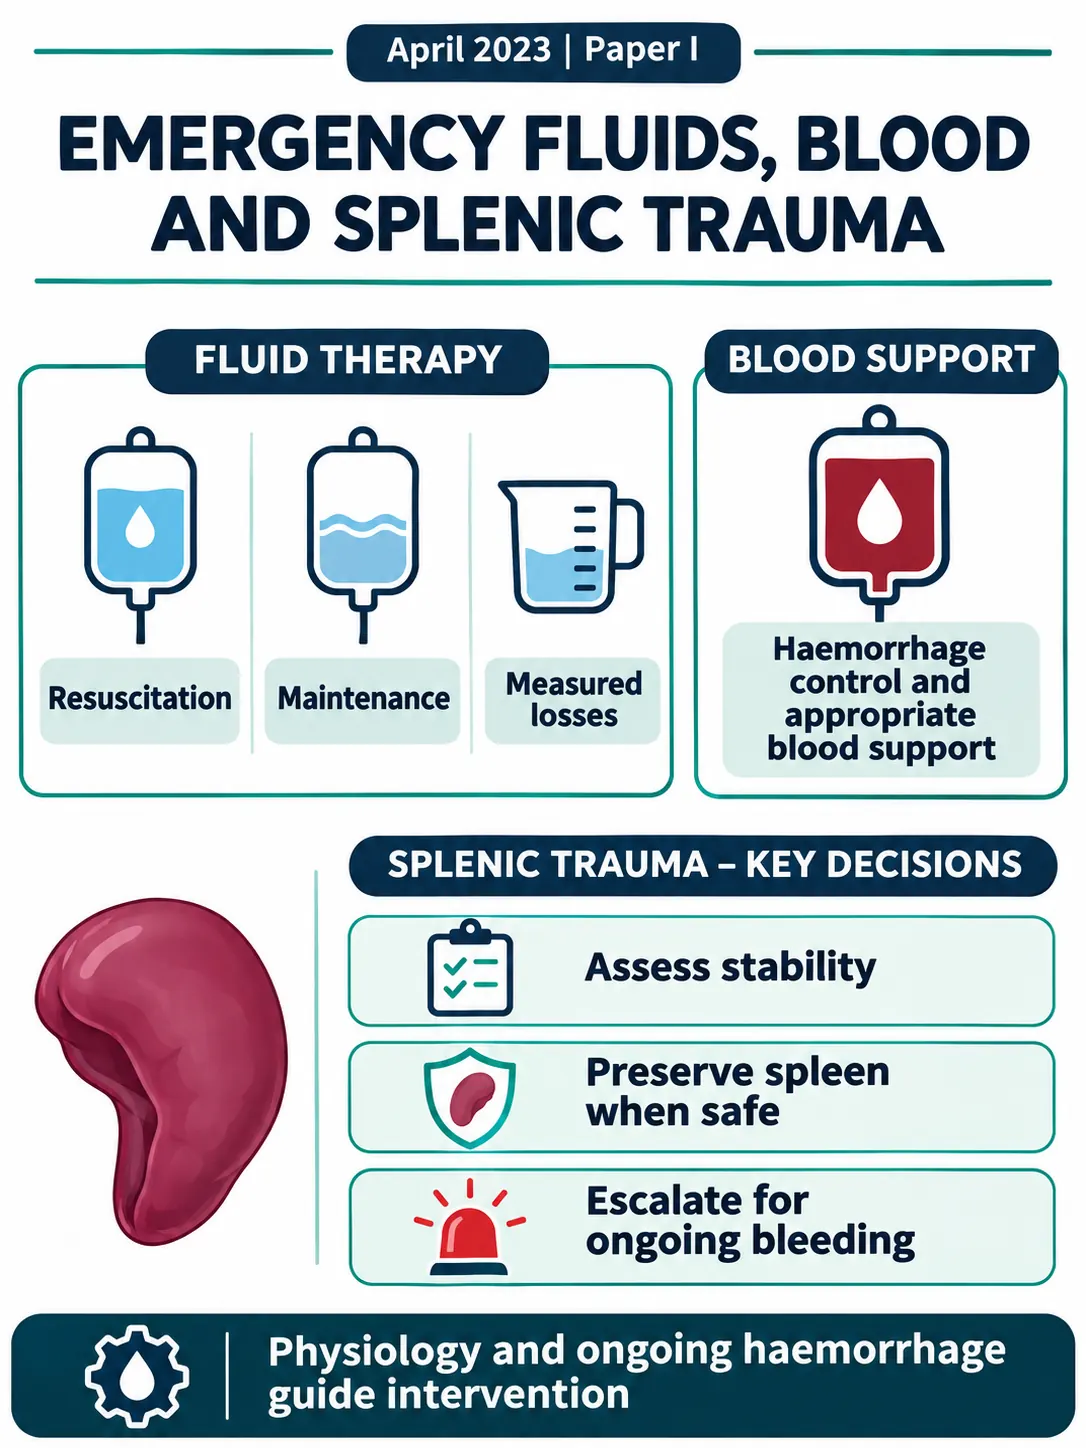 April 2023 | Paper I
EMERGENCY FLUIDS, BLOOD
AND SPLENIC TRAUMA
FLUID THERAPY
Resuscitation
Maintenance
Measured
losses
BLOOD SUPPORT
Haemorrhage
control and
appropriate
blood support
SPLENIC TRAUMA – KEY DECISIONS
Assess stability
Preserve spleen
when safe
Escalate for
ongoing bleeding
Physiology and ongoing haemorrhage
guide intervention